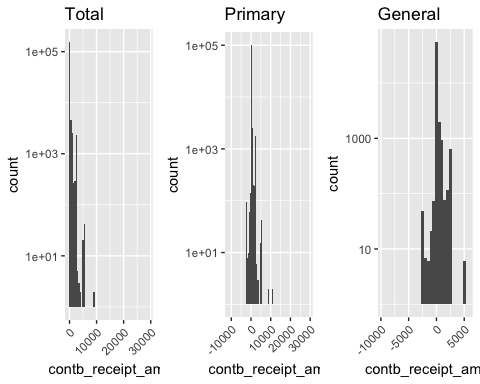 Total
Primary
General
1e+05
1e+03
1e+01
count
0
10000
20000
30000
contb_receipt_am
1e+05
1e+03
1e+01
count
-10000
0
10000
20000
30000
contb_receipt_am
1000
10
count
-10000
-5000
0
5000
contb_receipt_am